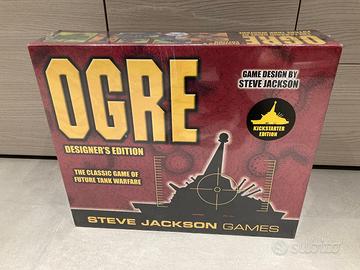 OGRE
OGRE
DESIGNER'S EDITION
GAME DESIGN BY
STEVE JACKSON
KICKSTARTER
EDITION
THE CLASSIC GAME OF
FUTURE TANK WARFARE
STEVE JACKSON GAMES
subito